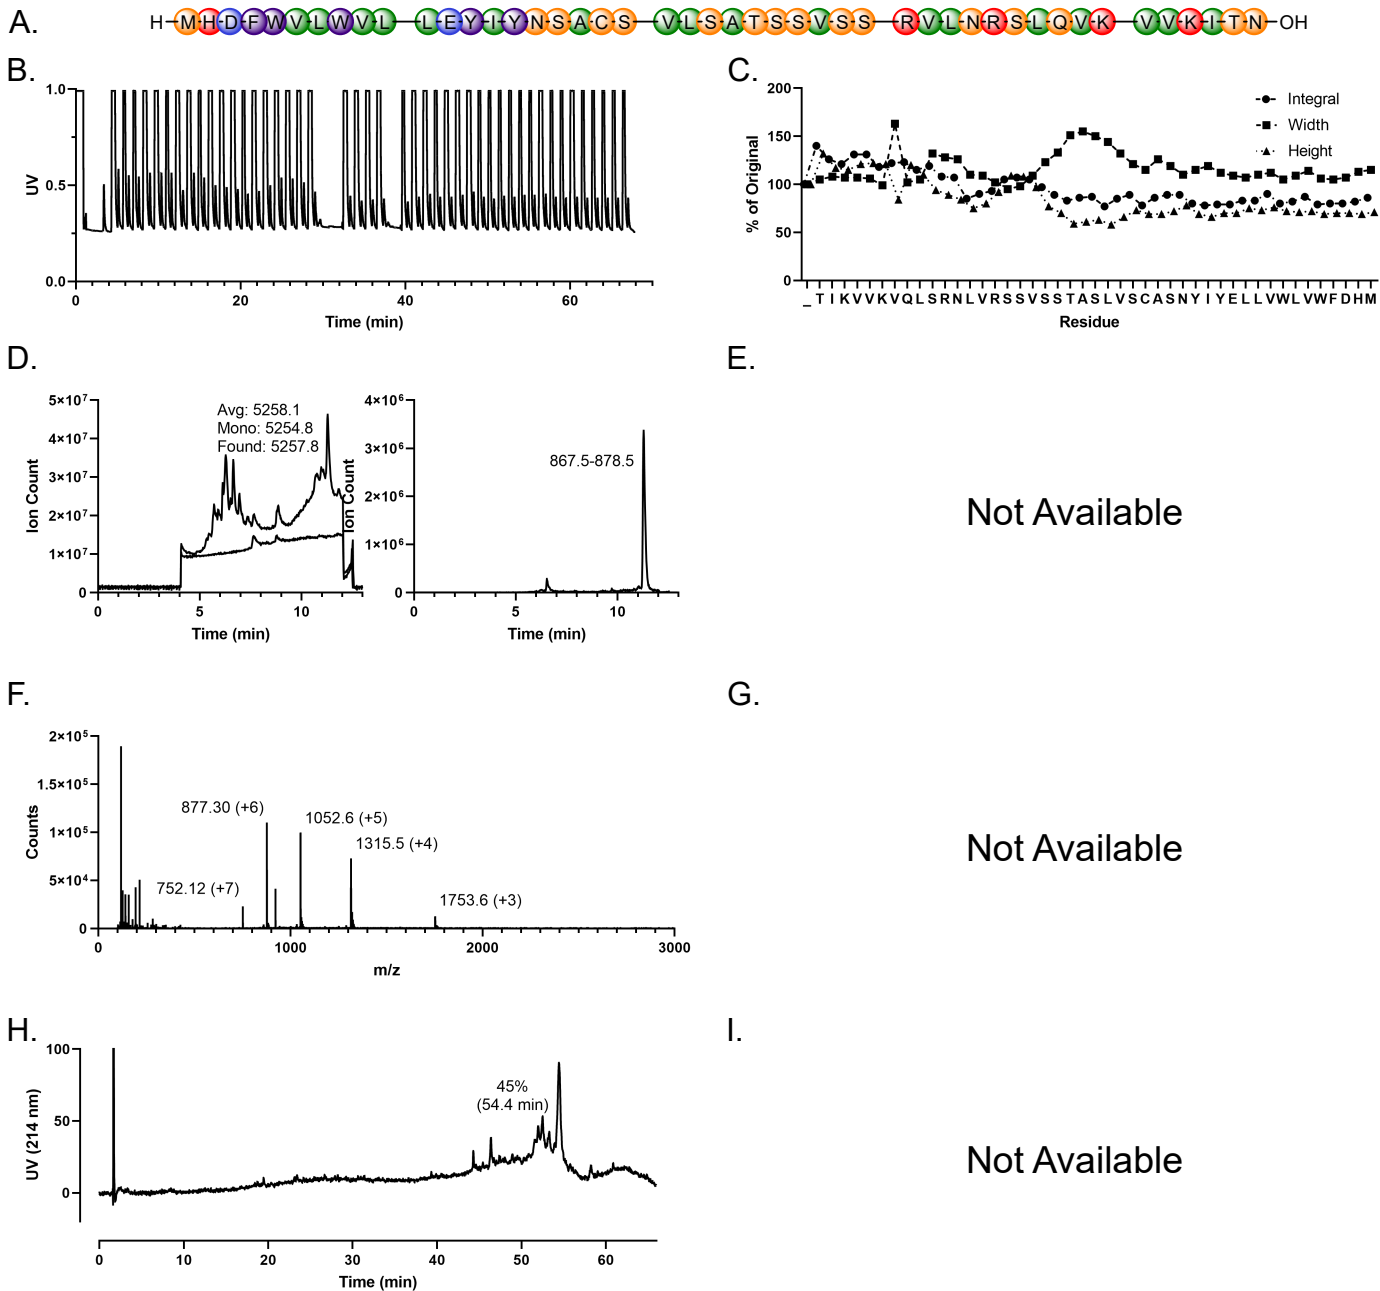 A.
H-MHDFWVLWVL LEYIYNSACS VLSATSSVSS RVLNRSLQVK VVKITN-OH
B.
UV
1.0
0.5
0.0
0
20
40
60
Time (min)
C.
% of Original
200
150
100
50
0
Integral
Width
Height
_TIKVVKVQLSRNLVRSSVSSTASLVSCASNYIYELLVWLVWFDHM
Residue
D.
Ion Count
5×10⁷
4×10⁷
3×10⁷
2×10⁷
1×10⁷
0
Avg: 5258.1
Mono: 5254.8
Found: 5257.8
0
5
10
Time (min)
Ion Count
4×10⁶
3×10⁶
2×10⁶
1×10⁶
0
867.5-878.5
0
5
10
Time (min)
E.
Not Available
F.
Counts
2×10⁵
1.5×10⁵
1×10⁵
5×10⁴
0
752.12 (+7)
877.30 (+6)
1052.6 (+5)
1315.5 (+4)
1753.6 (+3)
0
1000
2000
3000
m/z
G.
Not Available
H.
UV (214 nm)
100
50
0
45%
(54.4 min)
0
10
20
30
40
50
60
Time (min)
I.
Not Available